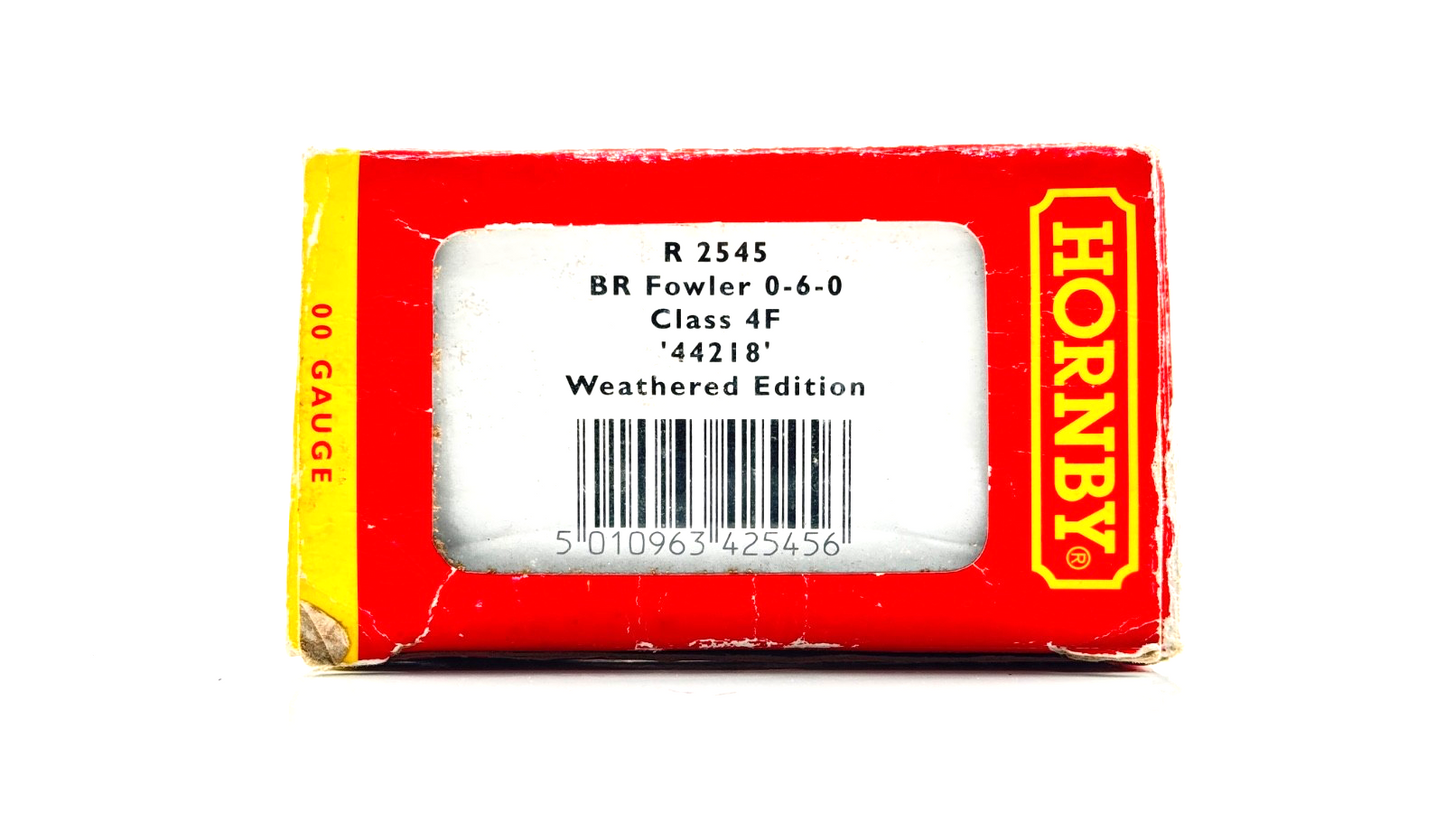 00 GAUGE
R 2545
BR Fowler 0-6-0
Class 4F
'44218'
Weathered Edition
5 010963 425456
HORNBY®